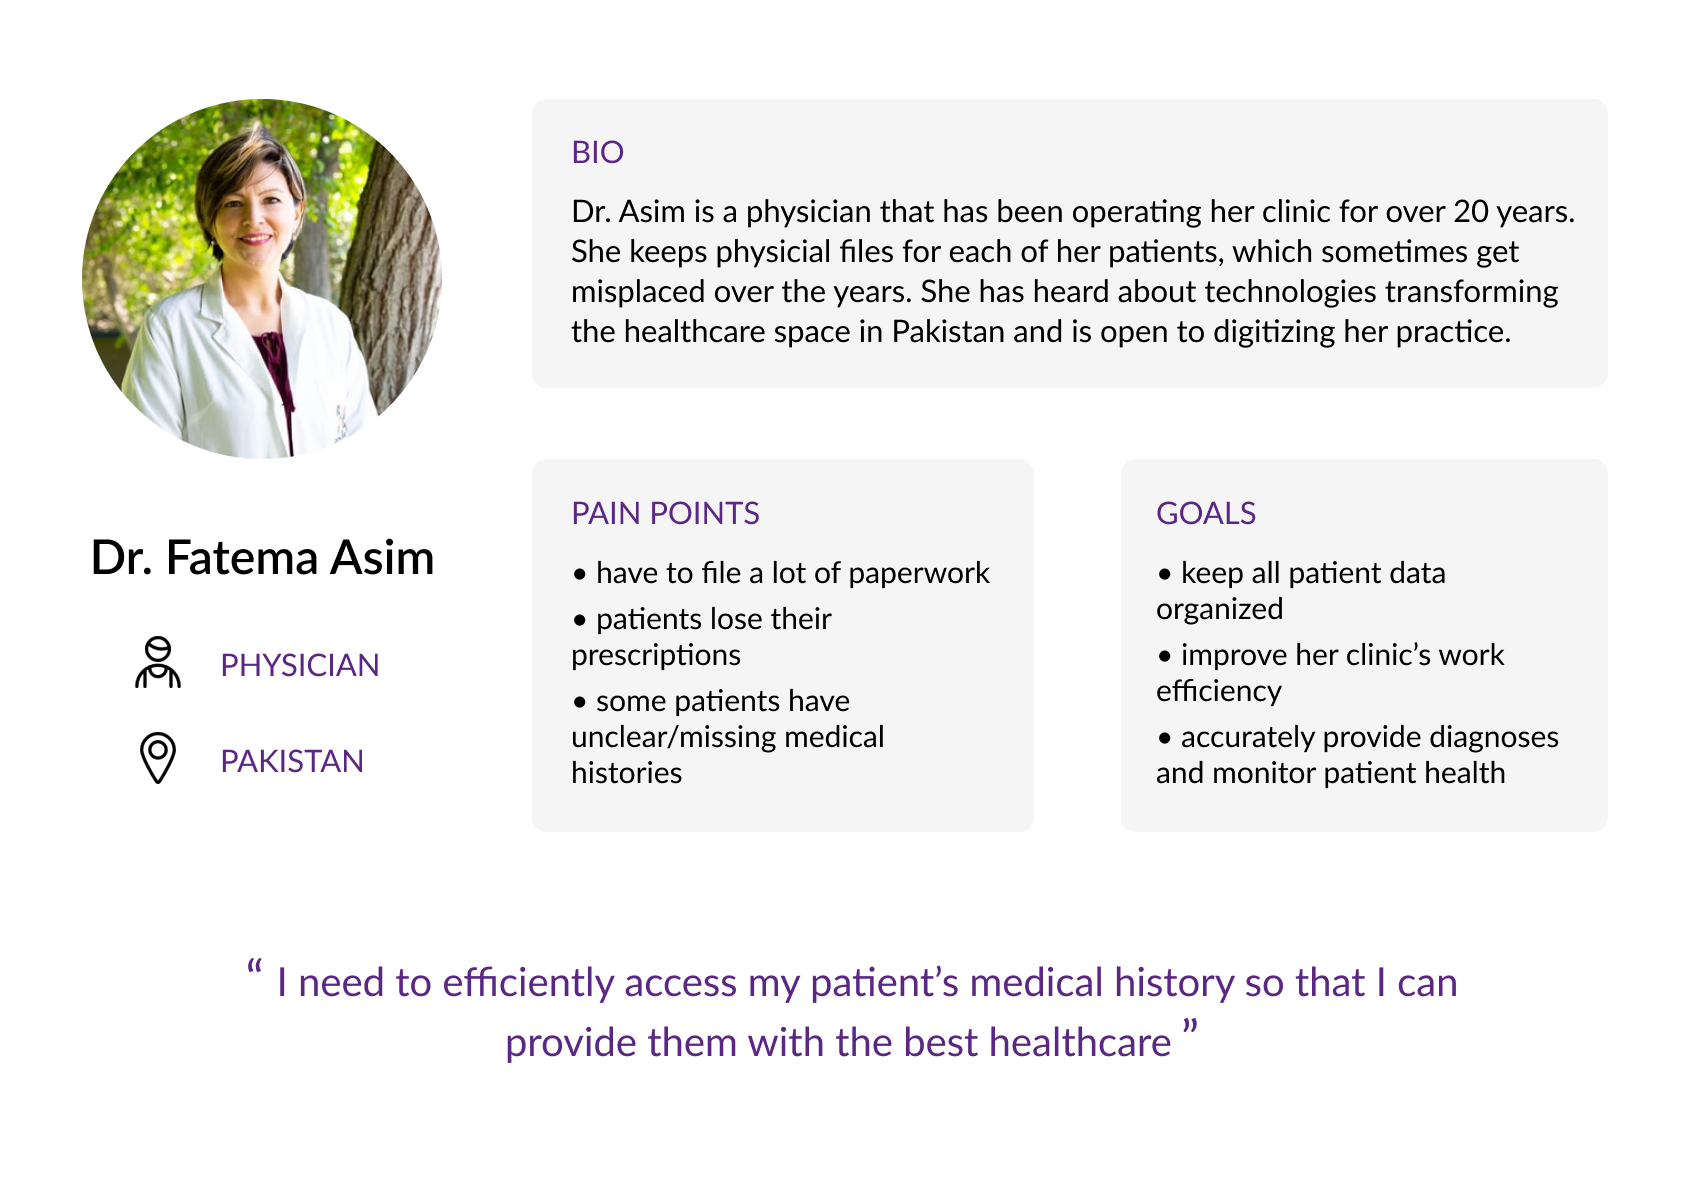 BIO
Dr. Asim is a physician that has been operating her clinic for over 20 years.
She keeps physicial files for each of her patients, which sometimes get
misplaced over the years. She has heard about technologies transforming
the healthcare space in Pakistan and is open to digitizing her practice.
Dr. Fatema Asim
PHYSICIAN
PAKISTAN
PAIN POINTS
• have to file a lot of paperwork
• patients lose their
prescriptions
• some patients have
unclear/missing medical
histories
GOALS
• keep all patient data
organized
• improve her clinic’s work
efficiency
• accurately provide diagnoses
and monitor patient health
“ I need to efficiently access my patient’s medical history so that I can
provide them with the best healthcare ”